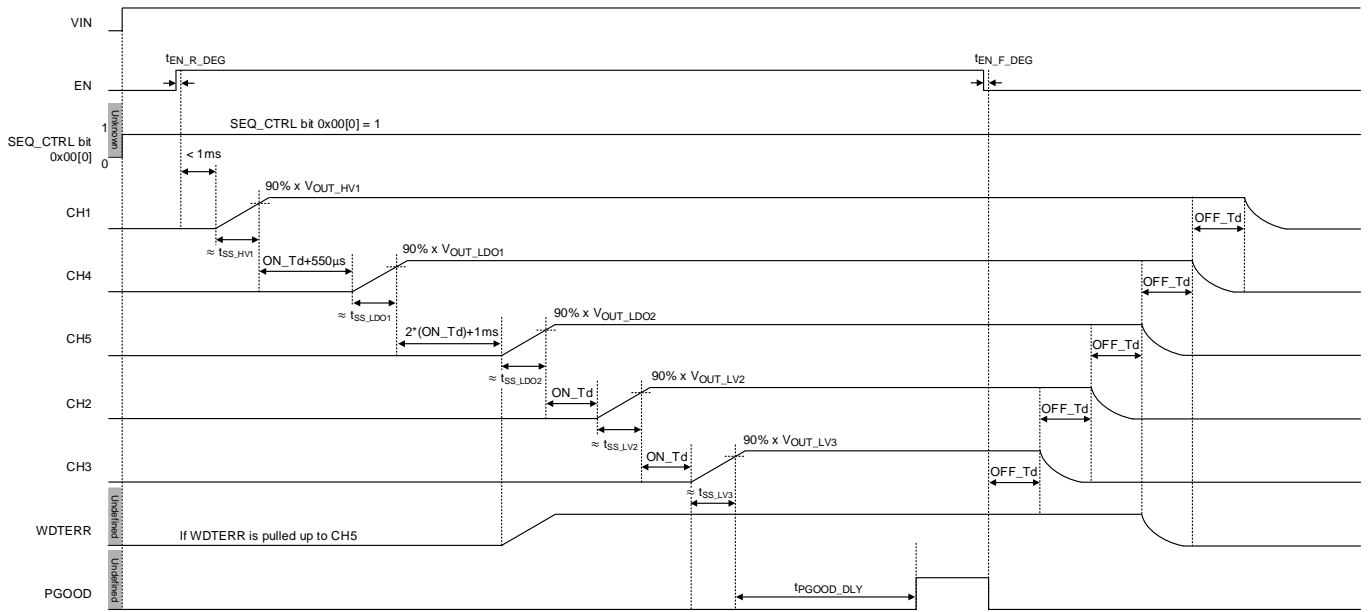 VIN
tEN_R_DEG
tEN_F_DEG
EN
Unknown
1
SEQ_CTRL bit 0x00[0] = 1
SEQ_CTRL bit
0x00[0]
0
< 1ms
90% x VOUT_HV1
CH1
OFF_Td
≈ tSS_HV1
90% x VOUT_LDO1
ON_Td+550µs
CH4
OFF_Td
≈ tSS_LDO1
90% x VOUT_LDO2
2*(ON_Td)+1ms
CH5
OFF_Td
≈ tSS_LDO2
90% x VOUT_LV2
ON_Td
CH2
OFF_Td
≈ tSS_LV2
90% x VOUT_LV3
ON_Td
CH3
OFF_Td
≈ tSS_LV3
Undefined
WDTERR
If WDTERR is pulled up to CH5
Undefined
tPGOOD_DLY
PGOOD